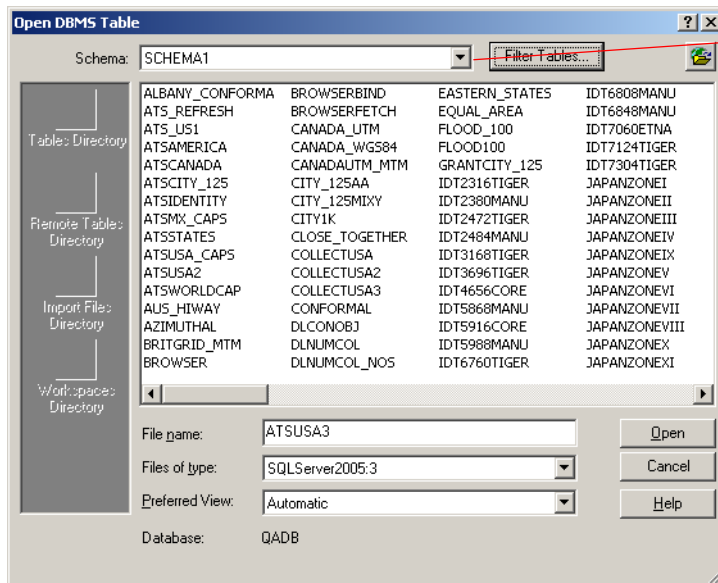 Open DBMS Table
Schema: SCHEMA1 Filter Tables...
ALBANY_CONFORMA BROWSERBIND EASTERN_STATES IDT6808MANU
ATS_REFRESH BROWSERFETCH EQUAL_AREA IDT6848MANU
ATS_US1 CANADA_UTM FLOOD_100 IDT7060ETNA
ATSAMERICA CANADA_WGS84 FLOOD100 IDT7124TIGER
ATSCANADA CANADAUTM_MTM GRANTCITY_125 IDT7304TIGER
ATSCITY_125 CITY_125AA IDT2316TIGER JAPANZONEI
ATSIDENTITY CITY_125MIXY IDT2380MANU JAPANZONEII
ATSMX_CAPS CITY1K IDT2472TIGER JAPANZONEIII
ATSSTATES CLOSE_TOGETHER IDT2484MANU JAPANZONEIV
ATSUSA_CAPS COLLECTUSA IDT3168TIGER JAPANZONEIX
ATSUSA2 COLLECTUSA2 IDT3696TIGER JAPANZONEV
ATSWORLDCAP COLLECTUSA3 IDT4656CORE JAPANZONEVI
AUS_HIWAY CONFORMAL IDT5868MANU JAPANZONEVII
AZIMUTHAL DLCONOBJ IDT5916CORE JAPANZONEVIII
BRITGRID_MTM DLNUMCOL IDT5988MANU JAPANZONEX
BROWSER DLNUMCOL_NOS IDT6760TIGER JAPANZONEXI
Tables Directory
Remote Tables
Directory
Import Files
Directory
Workspaces
Directory
File name: ATSUSA3 Open
Files of type: SQLServer2005:3 Cancel
Preferred View: Automatic Help
Database: QADB